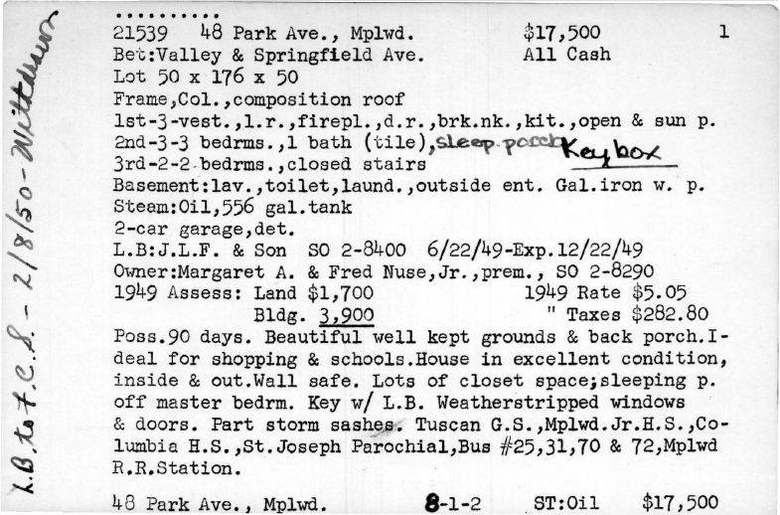 21539 48 Park Ave., Mplwd. $17,500 1
Bet:Valley & Springfield Ave. All Cash
Lot 50 x 176 x 50
Frame,Col.,composition roof
1st-3-vest.,l.r.,firepl.,d.r.,brk.nk.,kit.,open & sun p.
2nd-3-3 bedrms.,1 bath (tile),sleep.porch Keybox
3rd-2-2-bedrms.,closed stairs
Basement:lav.,toilet,laund.,outside ent. Gal.iron w. p.
Steam:Oil,556 gal.tank
2-car garage,det.
L.B:J.L.F. & Son SO 2-8400 6/22/49-Exp.12/22/49
Owner:Margaret A. & Fred Nuse,Jr.,prem., SO 2-8290
1949 Assess: Land $1,700 1949 Rate $5.05
Bldg. 3,900 " Taxes $282.80
Poss.90 days. Beautiful well kept grounds & back porch.I-
deal for shopping & schools.House in excellent condition,
inside & out.Wall safe. Lots of closet space;sleeping p.
off master bedrm. Key w/ L.B. Weatherstripped windows
& doors. Part storm sashes. Tuscan G.S.,Mplwd.Jr.H.S.,Co-
lumbia H.S.,St.Joseph Parochial,Bus #25,31,70 & 72,Mplwd
R.R.Station.
48 Park Ave., Mplwd. 8-1-2 ST:Oil $17,500
L.B. to F.C.S. - 2/8/50-Withdrawn